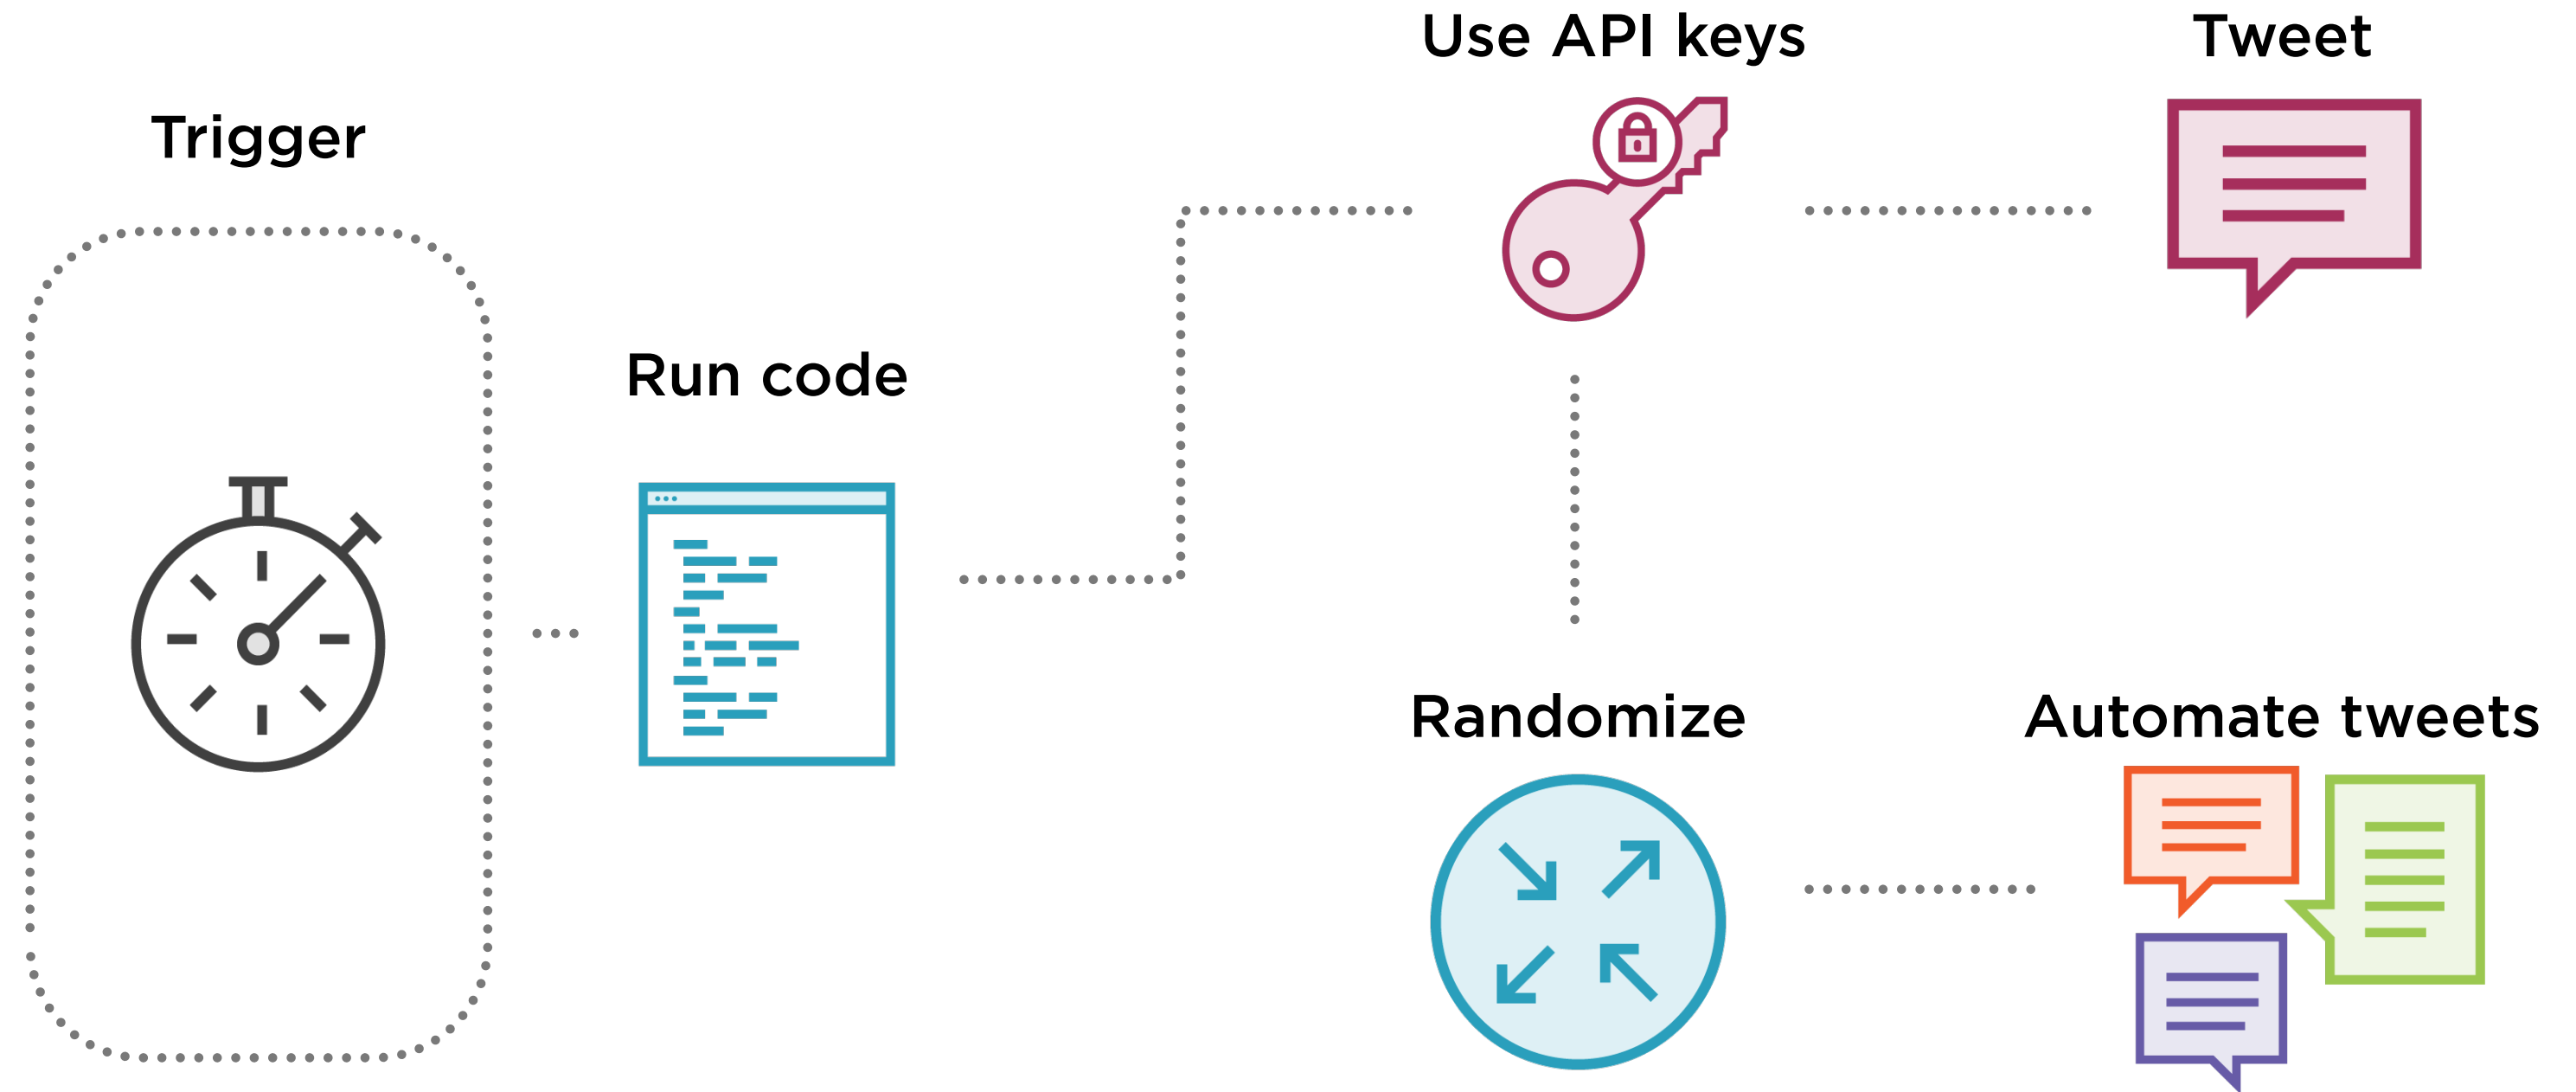 Trigger
Run code
Use API keys
Tweet
Randomize
Automate tweets